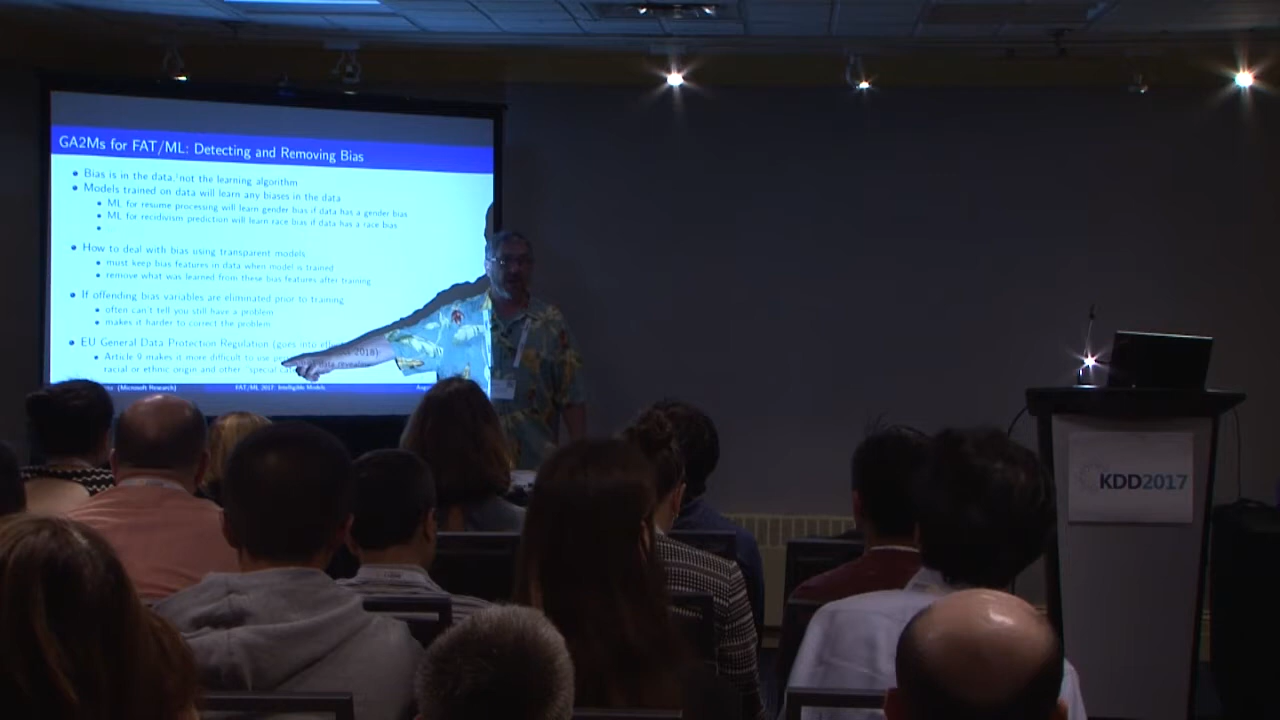 GA2Ms for FAT/ML: Detecting and Removing Bias
Bias is in the data, not the learning algorithm
Models trained on data will learn any biases in the data
ML for resume processing will learn gender bias if data has a gender bias
ML for recidivism prediction will learn race bias if data has a race bias
How to deal with bias using transparent models
must keep bias features in data when model is trained
remove what was learned from these bias features after training
If offending bias variables are eliminated prior to training
often can't tell you still have a problem
makes it harder to correct the problem
EU General Data Protection Regulation (goes into 2018):
Article 9 makes it more difficult to use data
racial or ethnic origin and other "special
(Microsoft Research) FAT/ML 2017: Intelligible Models
KDD2017